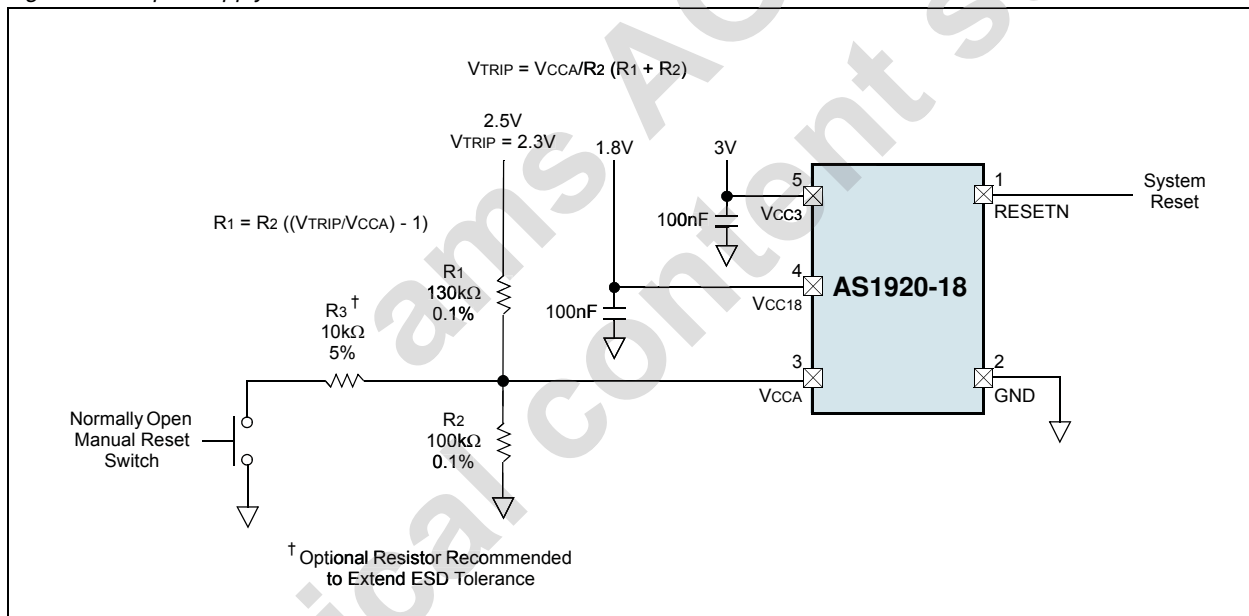 VTRIP = VCCA/R2 (R1 + R2)
2.5V
VTRIP = 2.3V
1.8V
3V
5
VCC3
100nF
1
RESETN
System
Reset
R1 = R2 ((VTRIP/VCCA) - 1)
R1
130kΩ
0.1%
4
VCC18
100nF
AS1920-18
R3 †
10kΩ
5%
3
VCCA
2
GND
Normally Open
Manual Reset
Switch
R2
100kΩ
0.1%
† Optional Resistor Recommended
to Extend ESD Tolerance
ams AG
content s